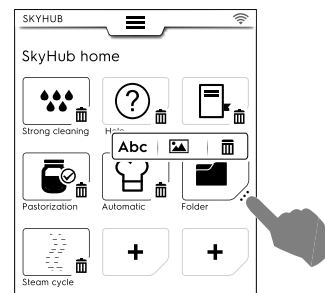 SKYHUB
SkyHub home
Strong cleaning
Help
Abc
Pastorization
Automatic
Folder
+
+
Steam cycle